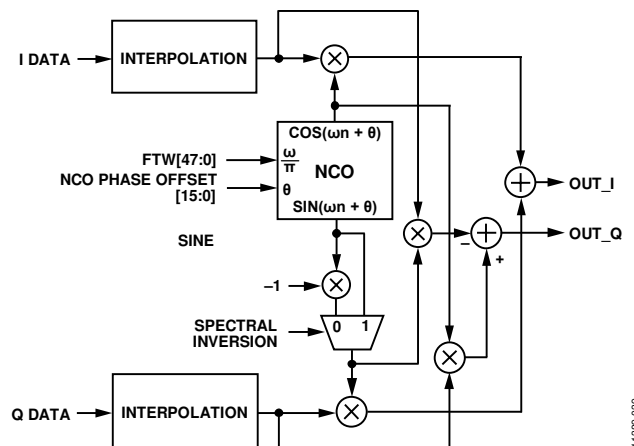 I DATA
INTERPOLATION
COS(ωn + θ)
FTW[47:0]
ω
π
NCO
NCO PHASE OFFSET
[15:0]
θ
SIN(ωn + θ)
OUT_I
OUT_Q
–
+
SINE
–1
0 1
SPECTRAL
INVERSION
Q DATA
INTERPOLATION